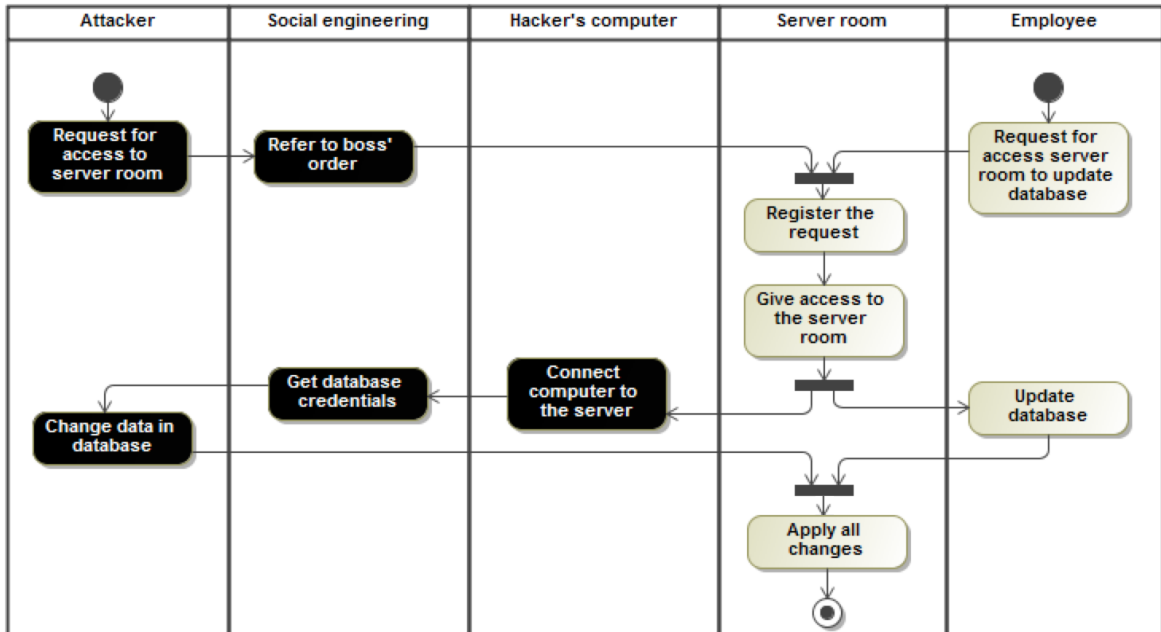 Attacker
Social engineering
Hacker's computer
Server room
Employee
Request for
access to
server room
Refer to boss'
order
Request for
access server
room to update
database
Register the
request
Give access to
the server
room
Connect
computer to
the server
Get database
credentials
Change data in
database
Update
database
Apply all
changes